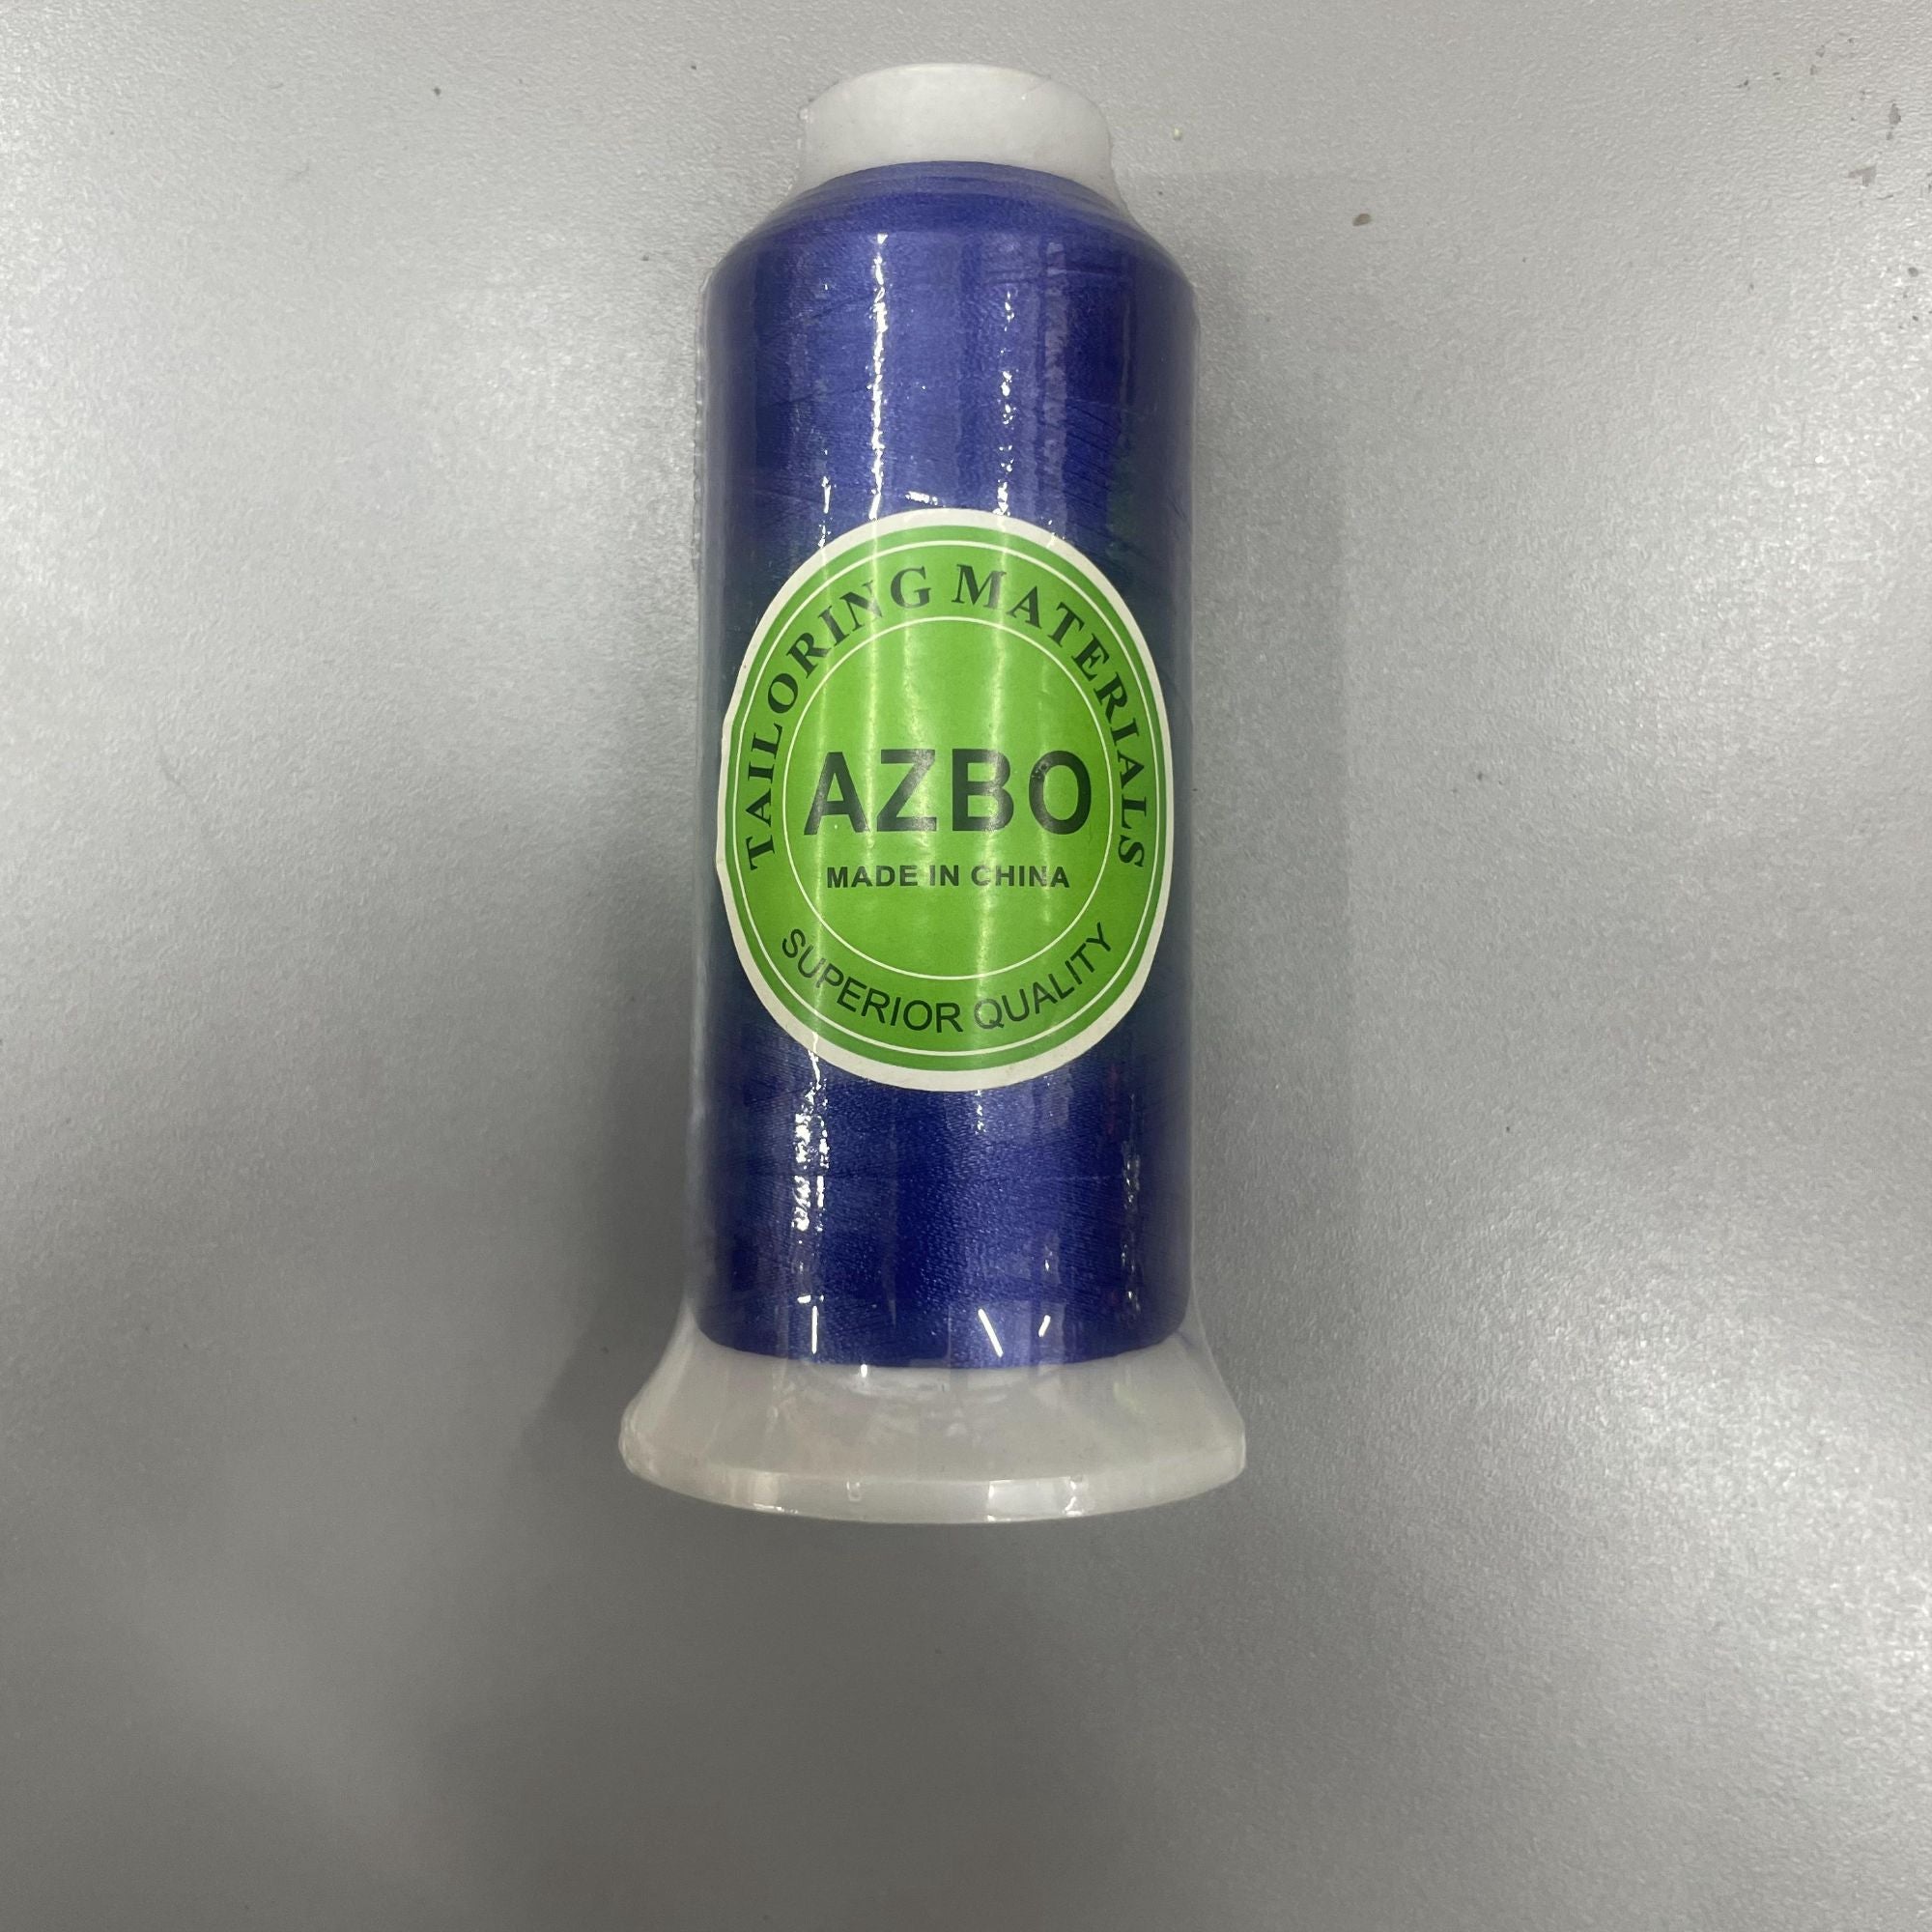 TAILORING MATERIALS
AZBO
MADE IN CHINA
SUPERIOR QUALITY